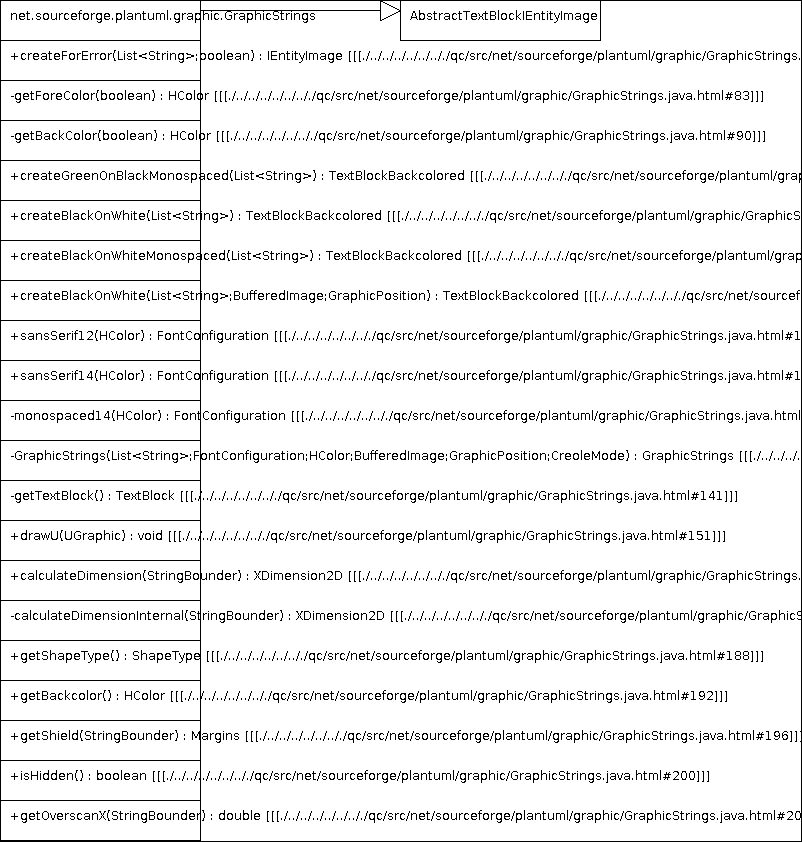 net.sourceforge.plantuml.graphic.GraphicStrings
AbstractTextBlockIEntityImage
+createForError(List<String>;boolean) : IEntityImage [[[./../../../../../../qc/src/net/sourceforge/plantuml/graphic/GraphicStrings.
-getForeColor(boolean) : HColor [[[./../../../../../../qc/src/net/sourceforge/plantuml/graphic/GraphicStrings.java.html#83]]]
-getBackColor(boolean) : HColor [[[./../../../../../../qc/src/net/sourceforge/plantuml/graphic/GraphicStrings.java.html#90]]]
+createGreenOnBlackMonospaced(List<String>) : TextBlockBackcolored [[[./../../../../../../qc/src/net/sourceforge/plantuml/grap
+createBlackOnWhite(List<String>) : TextBlockBackcolored [[[./../../../../../../qc/src/net/sourceforge/plantuml/graphic/GraphicS
+createBlackOnWhiteMonospaced(List<String>) : TextBlockBackcolored [[[./../../../../../../qc/src/net/sourceforge/plantuml/grap
+createBlackOnWhite(List<String>;BufferedImage;GraphicPosition) : TextBlockBackcolored [[[./../../../../../../qc/src/net/sourcef
+sansSerif12(HColor) : FontConfiguration [[[./../../../../../../qc/src/net/sourceforge/plantuml/graphic/GraphicStrings.java.html#1
+sansSerif14(HColor) : FontConfiguration [[[./../../../../../../qc/src/net/sourceforge/plantuml/graphic/GraphicStrings.java.html#1
-monospaced14(HColor) : FontConfiguration [[[./../../../../../../qc/src/net/sourceforge/plantuml/graphic/GraphicStrings.java.html
-GraphicStrings(List<String>;FontConfiguration;HColor;BufferedImage;GraphicPosition;CreoleMode) : GraphicStrings [[[./../../../.
-getTextBlock() : TextBlock [[[./../../../../../../qc/src/net/sourceforge/plantuml/graphic/GraphicStrings.java.html#141]]]
+drawU(UGraphic) : void [[[./../../../../../../qc/src/net/sourceforge/plantuml/graphic/GraphicStrings.java.html#151]]]
+calculateDimension(StringBounder) : XDimension2D [[[./../../../../../../qc/src/net/sourceforge/plantuml/graphic/GraphicStrings.
-calculateDimensionInternal(StringBounder) : XDimension2D [[[./../../../../../../qc/src/net/sourceforge/plantuml/graphic/GraphicS
+getShapeType() : ShapeType [[[./../../../../../../qc/src/net/sourceforge/plantuml/graphic/GraphicStrings.java.html#188]]]
+getBackcolor() : HColor [[[./../../../../../../qc/src/net/sourceforge/plantuml/graphic/GraphicStrings.java.html#192]]]
+getShield(StringBounder) : Margins [[[./../../../../../../qc/src/net/sourceforge/plantuml/graphic/GraphicStrings.java.html#196]]]
+isHidden() : boolean [[[./../../../../../../qc/src/net/sourceforge/plantuml/graphic/GraphicStrings.java.html#200]]]
+getOverscanX(StringBounder) : double [[[./../../../../../../qc/src/net/sourceforge/plantuml/graphic/GraphicStrings.java.html#20